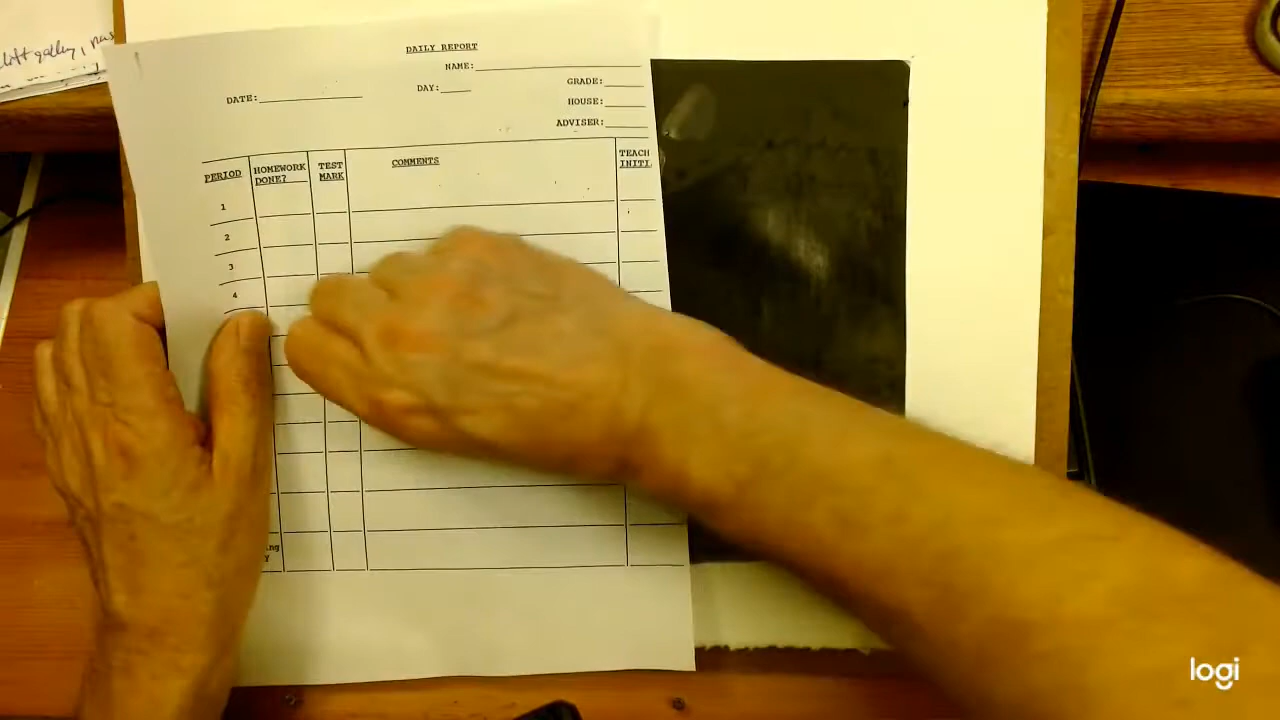 DAILY REPORT
NAME:
DATE: DAY: GRADE:
HOUSE:
ADVISER:
PERIOD HOMEWORK DONE? TEST MARK COMMENTS TEACH INITI.
1
2
3
4
logi